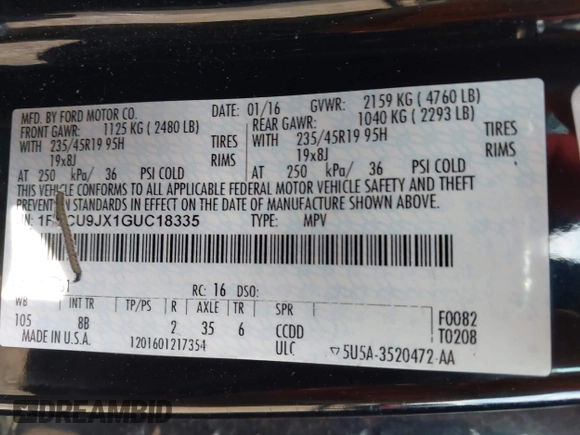 MFD. BY FORD MOTOR CO.
DATE: 01/16 GVWR: 2159 KG ( 4760 LB)
FRONT GAWR: 1125 KG ( 2480 LB)
REAR GAWR: 1040 KG ( 2293 LB)
WITH 235/45R19 95H TIRES
WITH 235/45R19 95H TIRES
19x8J RIMS
19x8J RIMS
AT 250 kPa/ 36 PSI COLD
AT 250 kPa/ 36 PSI COLD
THIS VEHICLE CONFORMS TO ALL APPLICABLE FEDERAL MOTOR VEHICLE SAFETY AND THEFT
PREVENTION STANDARDS IN EFFECT ON THE DATE OF MANUFACTURE SHOWN ABOVE.
CU9JX1GUC18335 TYPE: MPV
RC: 16 DSO:
WB INT TR TP/PS R AXLE TR SPR
105 8B 2 35 6 CCDD
F0082
T0208
MADE IN U.S.A. 1201601217354 ULC
5U5A-3520472-AA
DREAMBID